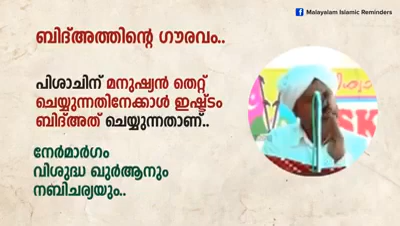 Malayalam Islamic Reminders
ബിദ്അത്തിന്റെ ഗൗരവം..
പിശാചിന് മനുഷ്യൻ തെറ്റ്
ചെയ്യുന്നതിനേക്കാൾ ഇഷ്ടം
ബിദ്അത് ചെയ്യുന്നതാണ്..
നേർമാർഗം
വിശുദ്ധ ഖുർആനും
നബിചര്യയും..